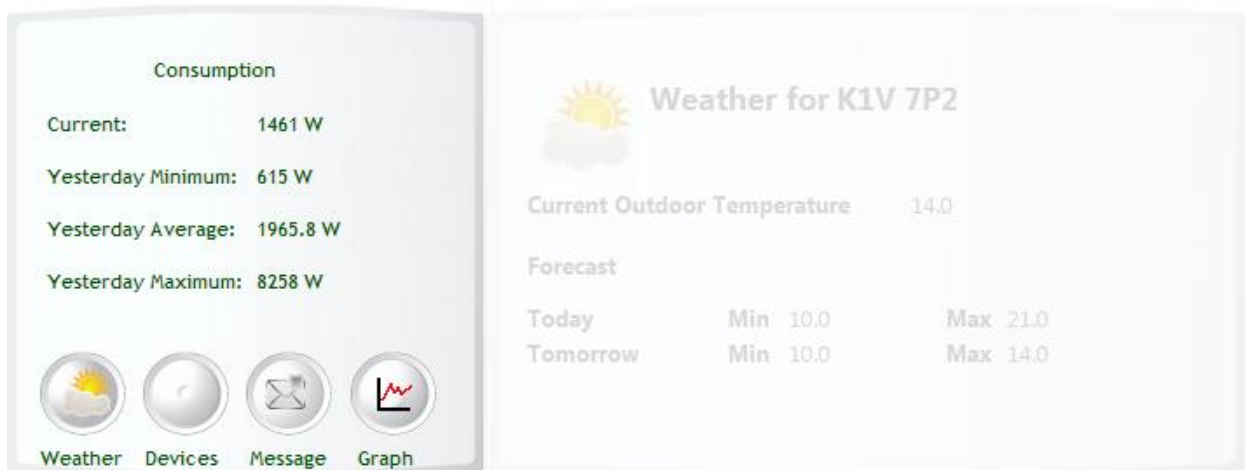 Consumption
Current: 1461 W
Yesterday Minimum: 615 W
Yesterday Average: 1965.8 W
Yesterday Maximum: 8258 W
Weather Devices Message Graph
Weather for K1V 7P2
Current Outdoor Temperature 14.0
Forecast
Today Min 10.0 Max 21.0
Tomorrow Min 10.0 Max 14.0